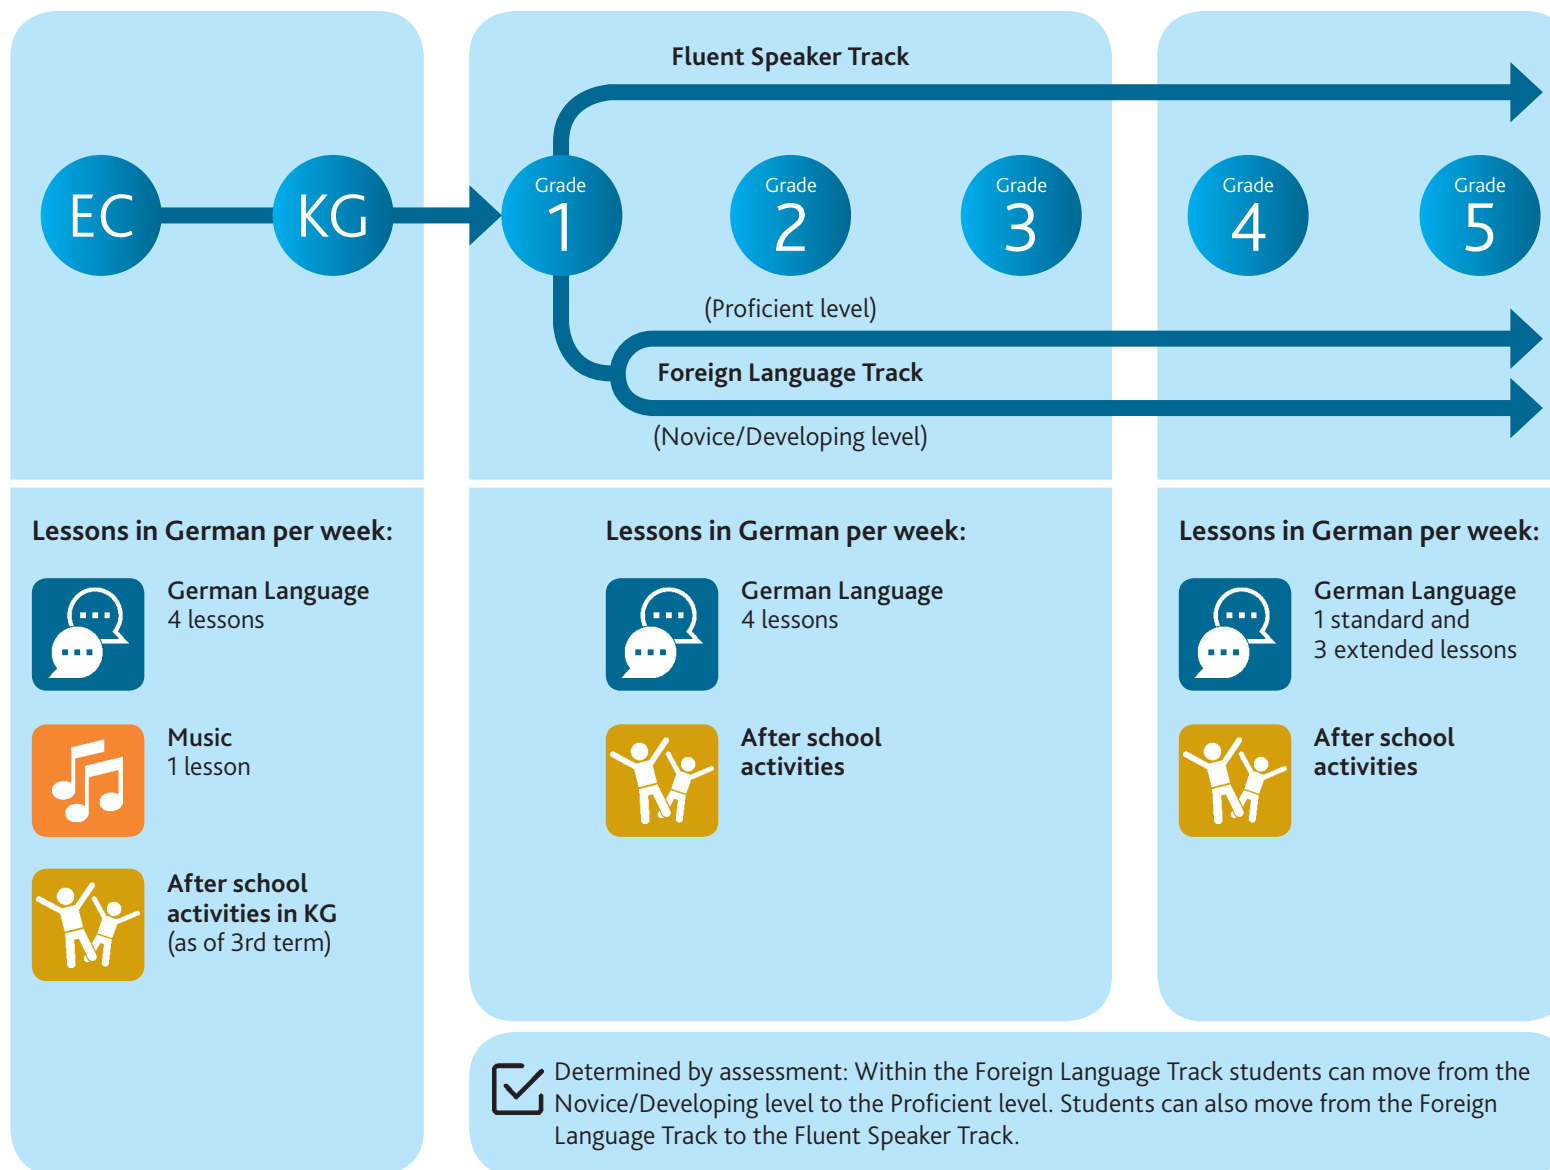 Fluent Speaker Track
EC
KG
Grade
1
Grade
2
Grade
3
Grade
4
Grade
5
(Proficient level)
Foreign Language Track
(Novice/Developing level)
Lessons in German per week:
German Language
4 lessons
Music
1 lesson
After school
activities in KG
(as of 3rd term)
Lessons in German per week:
German Language
4 lessons
After school
activities
Lessons in German per week:
German Language
1 standard and
3 extended lessons
After school
activities
Determined by assessment: Within the Foreign Language Track students can move from the
Novice/Developing level to the Proficient level. Students can also move from the Foreign
Language Track to the Fluent Speaker Track.